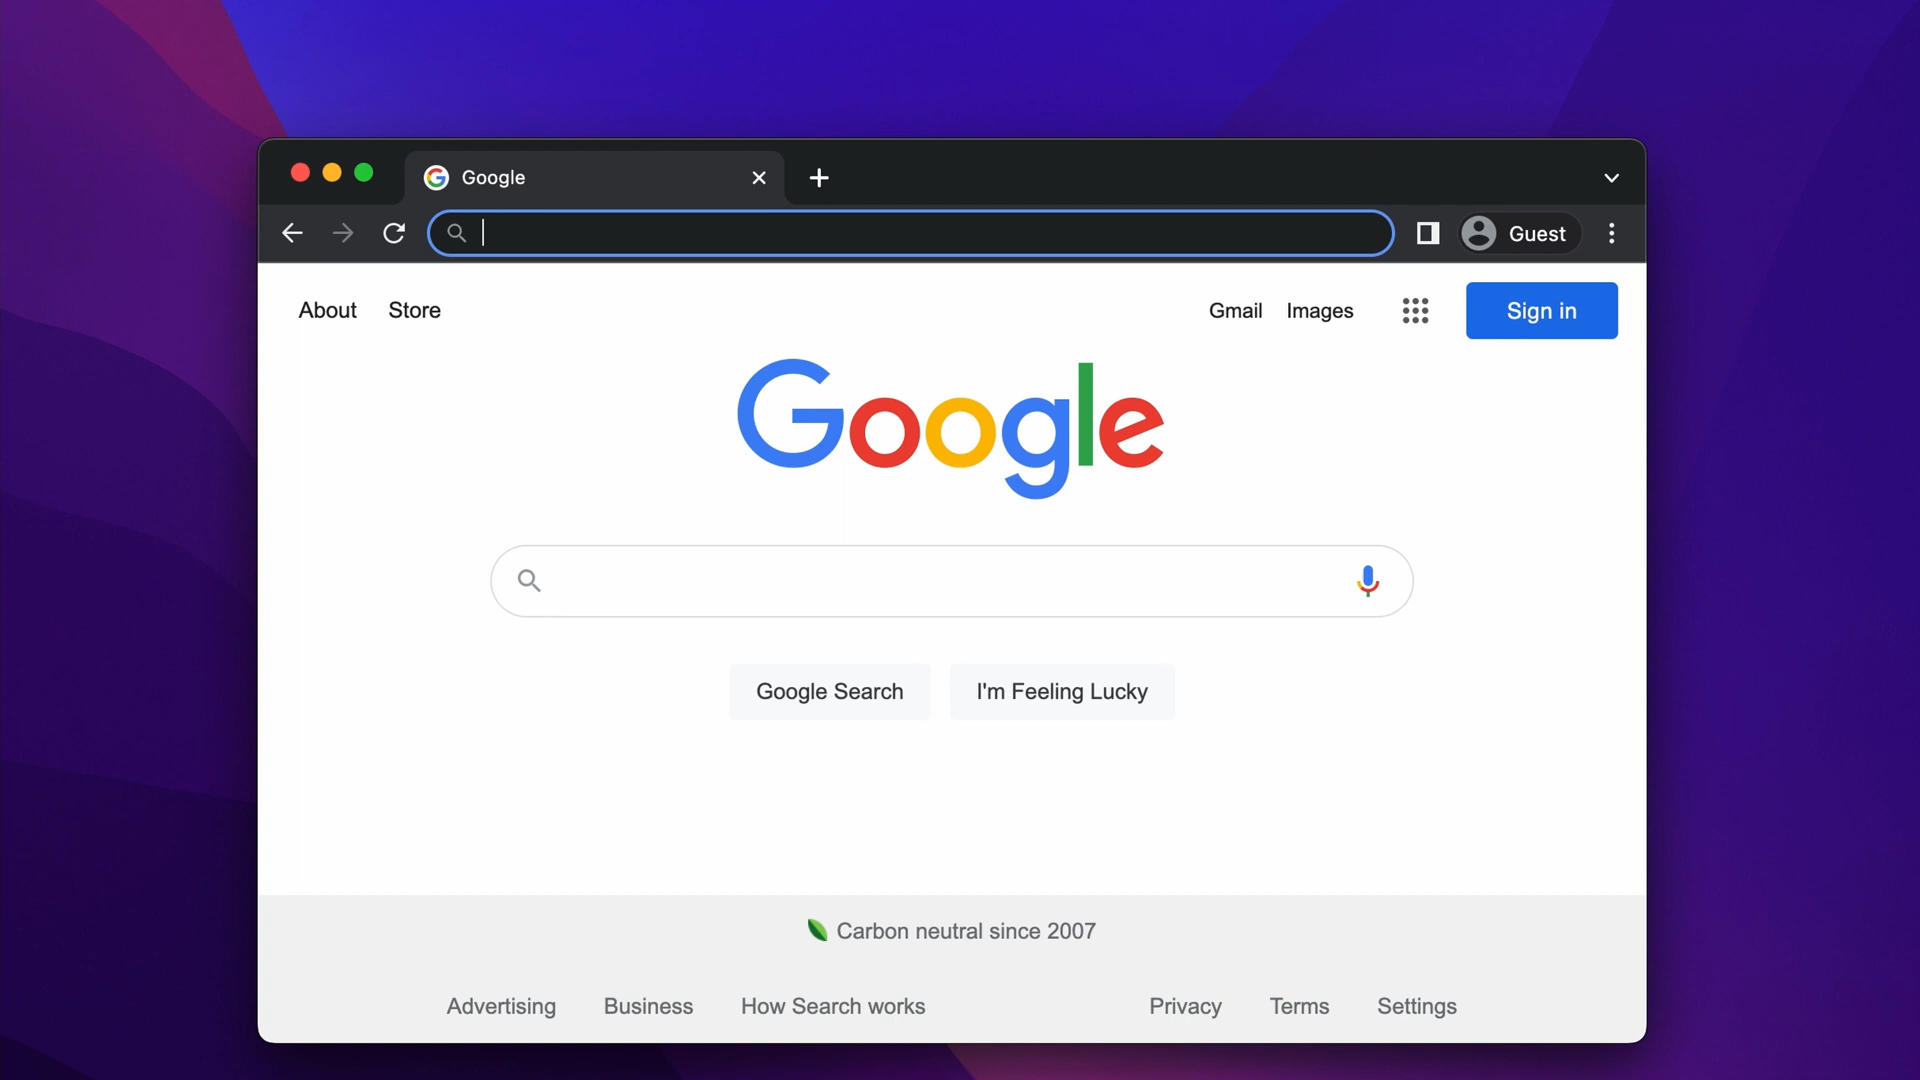 Google
Guest
About Store Gmail Images Sign in
Google
Google Search I'm Feeling Lucky
Carbon neutral since 2007
Advertising Business How Search works Privacy Terms Settings